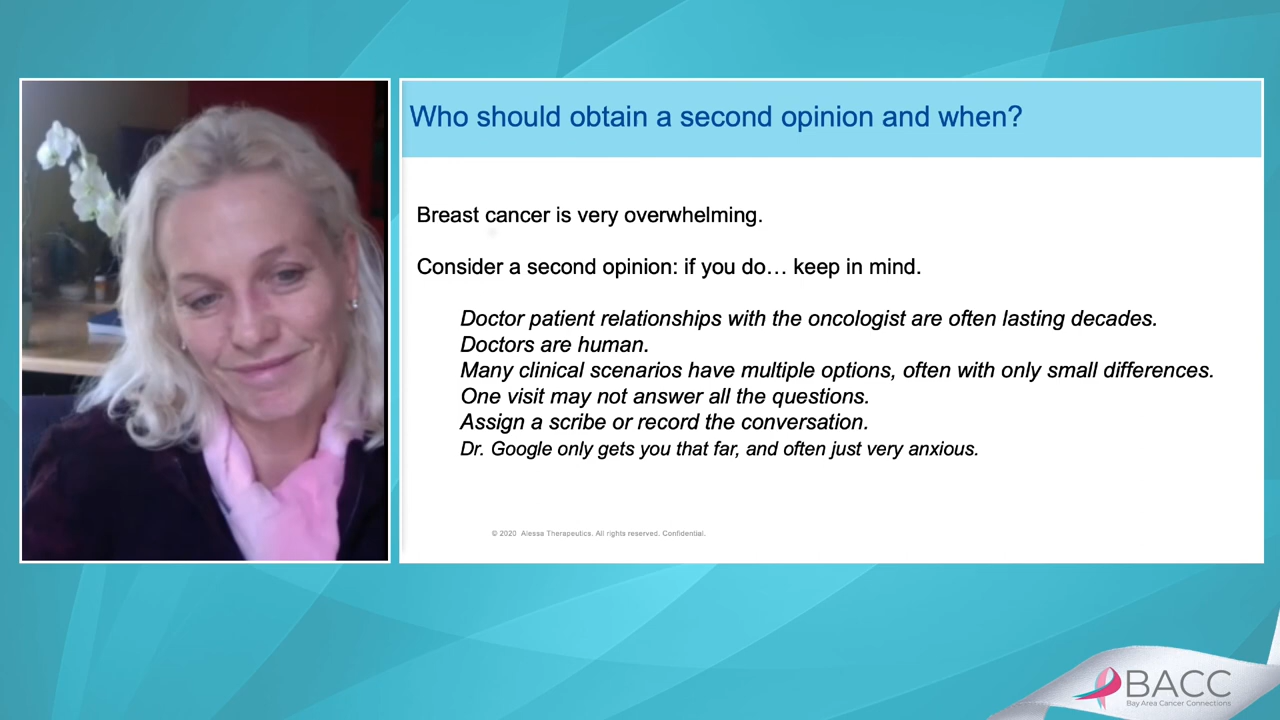 Who should obtain a second opinion and when?
Breast cancer is very overwhelming.
Consider a second opinion: if you do… keep in mind.
Doctor patient relationships with the oncologist are often lasting decades.
Doctors are human.
Many clinical scenarios have multiple options, often with only small differences.
One visit may not answer all the questions.
Assign a scribe or record the conversation.
Dr. Google only gets you that far, and often just very anxious.
© 2020 Alessa Therapeutics. All rights reserved. Confidential.
BACC
Bay Area Cancer Connections